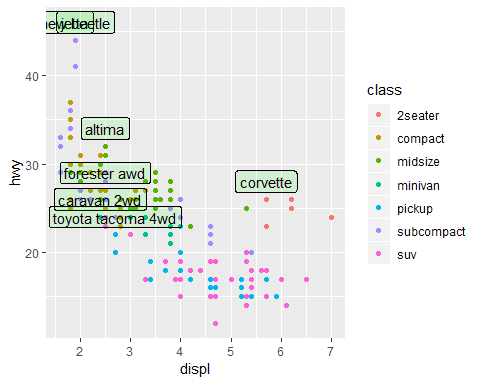 beetle
altima
forester awd
corvette
caravan 2wd
toyota tacoma 4wd
40
30
20
hwy
2
3
4
5
6
7
displ
class
2seater
compact
midsize
minivan
pickup
subcompact
suv